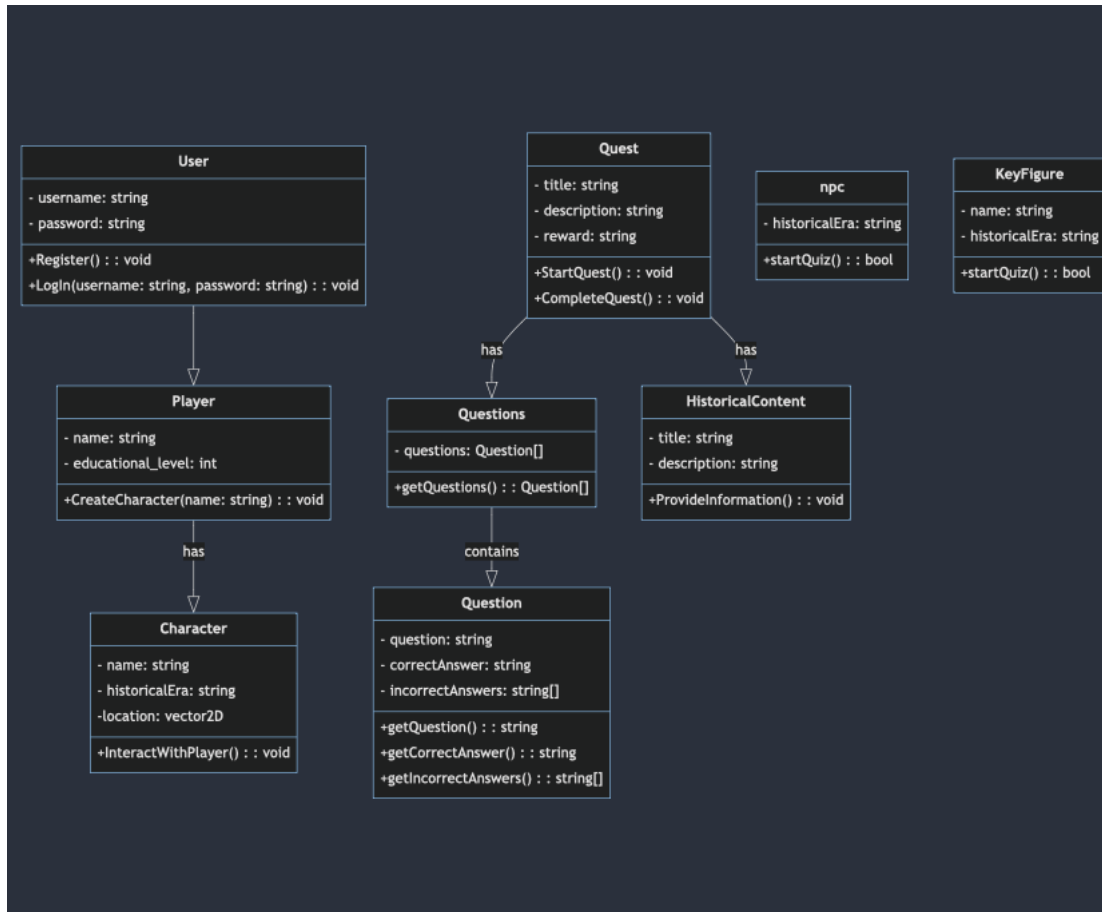 User
- username: string
- password: string
+Register() : : void
+LogIn(username: string, password: string) : : void
Quest
- title: string
- description: string
- reward: string
+StartQuest() : : void
+CompleteQuest() : : void
npc
- historicalEra: string
+startQuiz() : : bool
KeyFigure
- name: string
- historicalEra: string
+startQuiz() : : bool
has
has
Player
- name: string
- educational_level: int
+CreateCharacter(name: string) : : void
Questions
- questions: Question[]
+getQuestions() : : Question[]
HistoricalContent
- title: string
- description: string
+ProvideInformation() : : void
has
contains
Character
- name: string
- historicalEra: string
-location: vector2D
+InteractWithPlayer() : : void
Question
- question: string
- correctAnswer: string
- incorrectAnswers: string[]
+getQuestion() : : string
+getCorrectAnswer() : : string
+getIncorrectAnswers() : : string[]